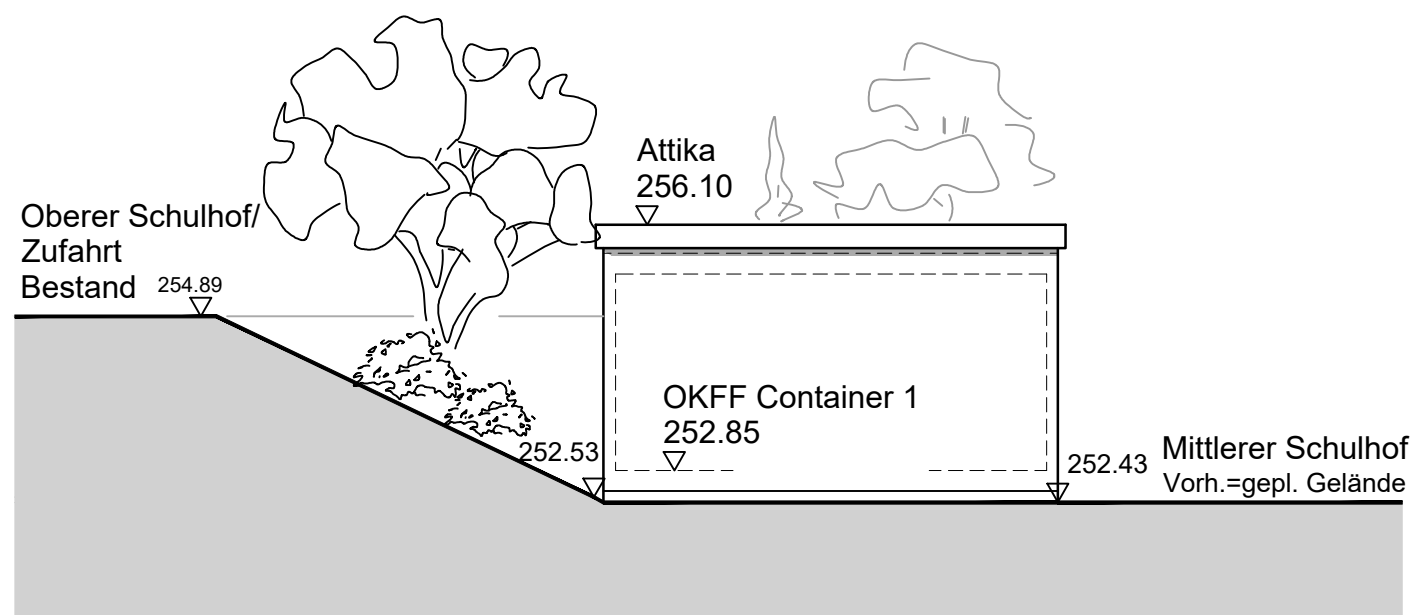 Attika
256.10
Oberer Schulhof/
Zufahrt
Bestand
254.89
OKFF Container 1
252.85
252.53
252.43
Mittlerer Schulhof
Vorh.=gepl. Gelände